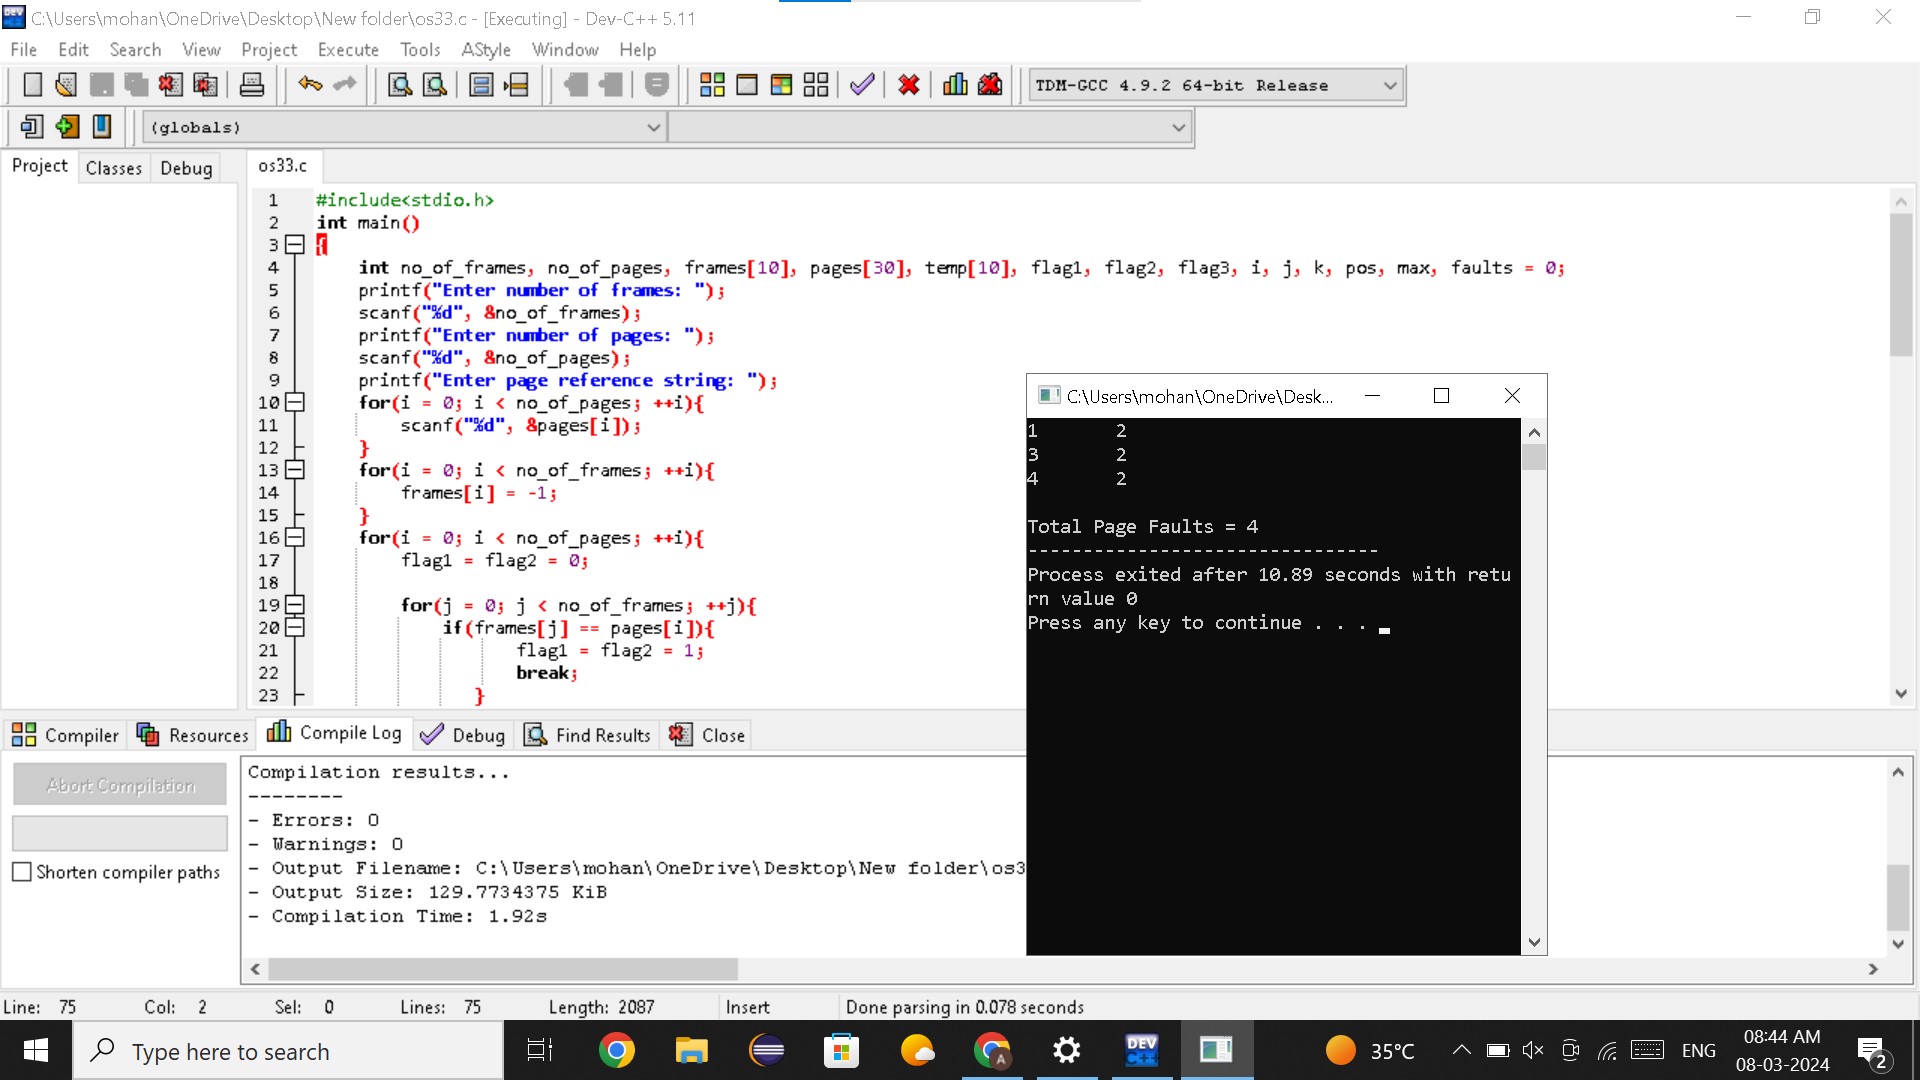 C:\Users\mohan\OneDrive\Desktop\New folder\os33.c - [Executing] - Dev-C++ 5.11
File Edit Search View Project Execute Tools AStyle Window Help
TDM-GCC 4.9.2 64-bit Release
(globals)
Project Classes Debug
os33.c
1 #include<stdio.h>
2 int main()
3 {
4 int no_of_frames, no_of_pages, frames[10], pages[30], temp[10], flag1, flag2, flag3, i, j, k, pos, max, faults = 0;
5 printf("Enter number of frames: ");
6 scanf("%d", &no_of_frames);
7 printf("Enter number of pages: ");
8 scanf("%d", &no_of_pages);
9 printf("Enter page reference string: ");
10 for(i = 0; i < no_of_pages; ++i){
11 scanf("%d", &pages[i]);
12 }
13 for(i = 0; i < no_of_frames; ++i){
14 frames[i] = -1;
15 }
16 for(i = 0; i < no_of_pages; ++i){
17 flag1 = flag2 = 0;
18
19 for(j = 0; j < no_of_frames; ++j){
20 if(frames[j] == pages[i]){
21 flag1 = flag2 = 1;
22 break;
23 }
C:\Users\mohan\OneDrive\Desk...
1 2
3 2
4 2
Total Page Faults = 4
--------------------------------
Process exited after 10.89 seconds with retu
rn value 0
Press any key to continue . . .
Compiler Resources Compile Log Debug Find Results Close
Abort Compilation
Shorten compiler paths
Compilation results...
--------
- Errors: 0
- Warnings: 0
- Output Filename: C:\Users\mohan\OneDrive\Desktop\New folder\os3
- Output Size: 129.7734375 KiB
- Compilation Time: 1.92s
Line: 75 Col: 2 Sel: 0 Lines: 75 Length: 2087 Insert Done parsing in 0.078 seconds
Type here to search
DEV
C++
A
35°C
ENG
08:44 AM
08-03-2024
2